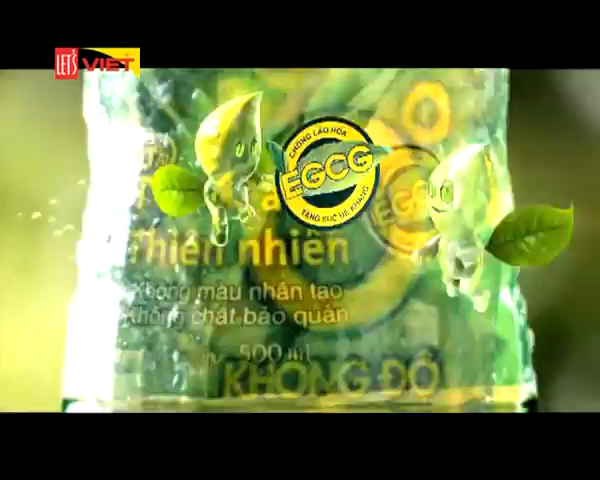 LET'S VIET
CHỐNG LÃO HÓA
EGCG
TĂNG SỨC ĐỀ KHÁNG
Thiên nhiên
Không màu nhân tạo
Không chất bảo quản
500 ml
KHÔNG ĐỘ